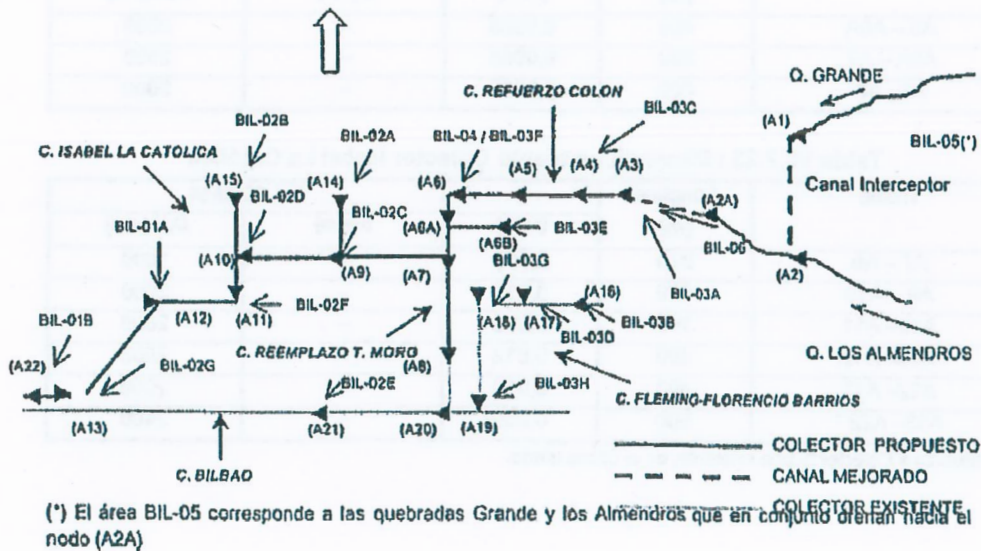 Q. GRANDE
C. REFUERZO COLON
BIL-03C
(A1)
BIL-05(*)
BIL-02B
BIL-02A
BIL-04 / BIL-03F
C. ISABEL LA CATOLICA
(A15)
BIL-02D
(A14)
(A6)
(A5)
(A4)
(A3)
Canal Interceptor
BIL-01A
BIL-02C
(A6A)
(A2A)
(A6B)
BIL-03E
BIL-06
(A10)
(A9)
(A7)
BIL-03G
(A2)
BIL-03A
(A16)
BIL-01B
(A12)
(A11)
BIL-02F
(A18)
(A17)
BIL-03B
C. REEMPLAZO T. MORO
BIL-03D
Q. LOS ALMENDROS
(A22)
BIL-02G
(A8)
BIL-02E
BIL-03H
C. FLEMING-FLORENCIO BARRIOS
(A13)
(A21)
(A20)
(A19)
COLECTOR PROPUESTO
C. BILBAO
CANAL MEJORADO
COLECTOR EXISTENTE
(*) El área BIL-05 corresponde a las quebradas Grande y los Almendros que en conjunto drenan hacia el
nodo (A2A)